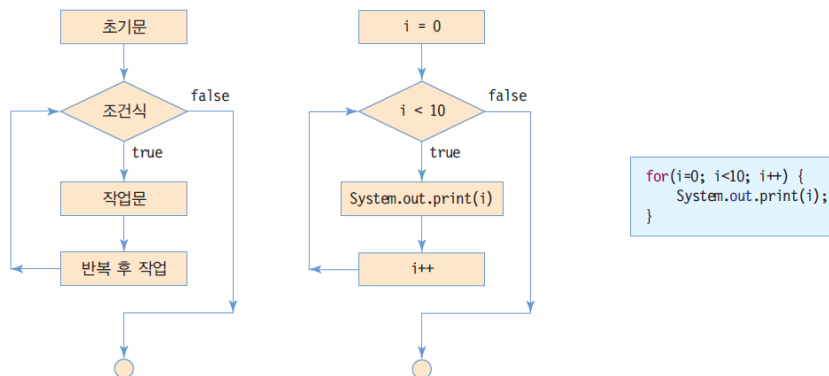 초기문
조건식
false
true
작업문
반복 후 작업
i = 0
i < 10
false
true
System.out.print(i)
i++
for(i=0; i<10; i++) {
System.out.print(i);
}